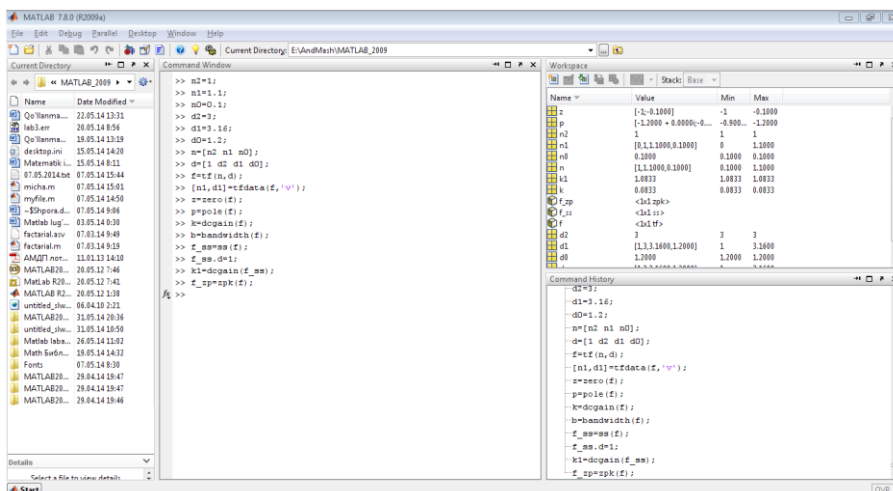 MATLAB 7.8.0 (R2009a)
File Edit Debug Parallel Desktop Window Help
Current Directory: E:\AndMash\MATLAB_2009
Current Directory
« MATLAB_2009
Name Date Modified
Qo'llanma... 22.05.14 13:31
lab3.err 20.05.14 8:56
Qo'llanma... 19.05.14 13:19
desktop.ini 15.05.14 14:20
Matematik i... 15.05.14 8:11
07.05.2014.txt 07.05.14 15:44
micha.m 07.05.14 15:01
myfile.m 07.05.14 14:50
~$Shpora.d... 07.05.14 9:06
Matlab lug'... 03.05.14 0:30
factarial.asv 07.03.14 9:49
factarial.m 07.03.14 9:19
АМДП лот... 11.01.13 14:10
MATLAB20... 20.05.12 7:46
MatLab R20... 20.05.12 7:41
MATLAB R2... 20.05.12 1:38
untitled_slw... 06.04.10 2:21
MATLAB20... 31.05.14 20:36
untitled_slw... 31.05.14 10:50
Matlab laba... 26.05.14 11:02
Math Библ... 19.05.14 14:32
Fonts 07.05.14 8:30
MATLAB20... 29.04.14 19:47
MATLAB20... 29.04.14 19:47
MATLAB20... 29.04.14 19:46
Details
Select a file to view details
Start
Command Window
>> n2=1;
>> n1=1.1;
>> n0=0.1;
>> d2=3;
>> d1=3.16;
>> d0=1.2;
>> n=[n2 n1 n0];
>> d=[1 d2 d1 d0];
>> f=tf(n,d);
>> [n1,d1]=tfdata(f,'v');
>> z=zero(f);
>> p=pole(f);
>> k=dcgain(f);
>> b=bandwidth(f);
>> f_ss=ss(f);
>> f_ss.d=1;
>> k1=dcgain(f_ss);
>> f_zp=zpk(f);
fx >>
Workspace
Stack: Base
Name Value Min Max
z [-1;-0.1000] -1 -0.1000
p [-1.2000 + 0.0000i;-0.... -0.900... -1.2000
n2 1 1 1
n1 [0,1,1.1000,0.1000] 0 1.1000
n0 0.1000 0.1000 0.1000
n [1,1.1000,0.1000] 0.1000 1.1000
k1 1.0833 1.0833 1.0833
k 0.0833 0.0833 0.0833
f_zp <1x1 zpk>
f_ss <1x1 ss>
f <1x1 tf>
d2 3 3 3
d1 [1,3,3.1600,1.2000] 1 3.1600
d0 1.2000 1.2000 1.2000
Command History
d2=3;
d1=3.16;
d0=1.2;
n=[n2 n1 n0];
d=[1 d2 d1 d0];
f=tf(n,d);
[n1,d1]=tfdata(f,'v');
z=zero(f);
p=pole(f);
k=dcgain(f);
b=bandwidth(f);
f_ss=ss(f);
f_ss.d=1;
k1=dcgain(f_ss);
f_zp=zpk(f);
OVR